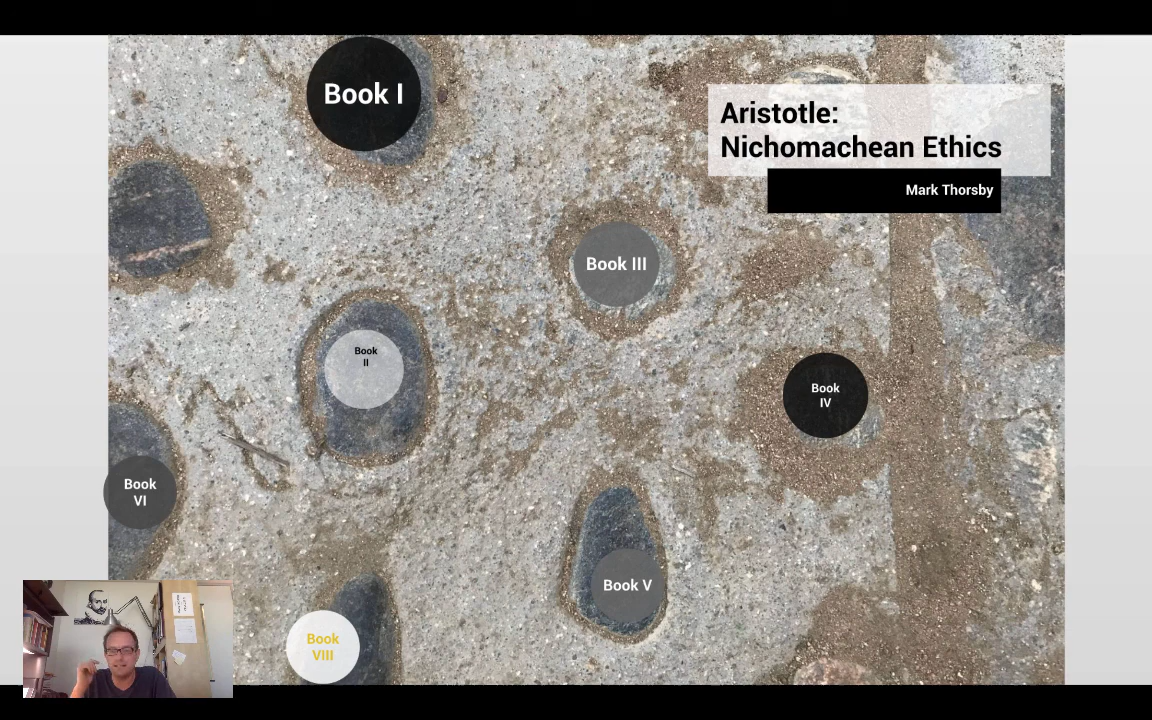 Book I
Aristotle:
Nichomachean Ethics
Mark Thorsby
Book III
Book
II
Book
IV
Book
VI
Book V
Book
VIII